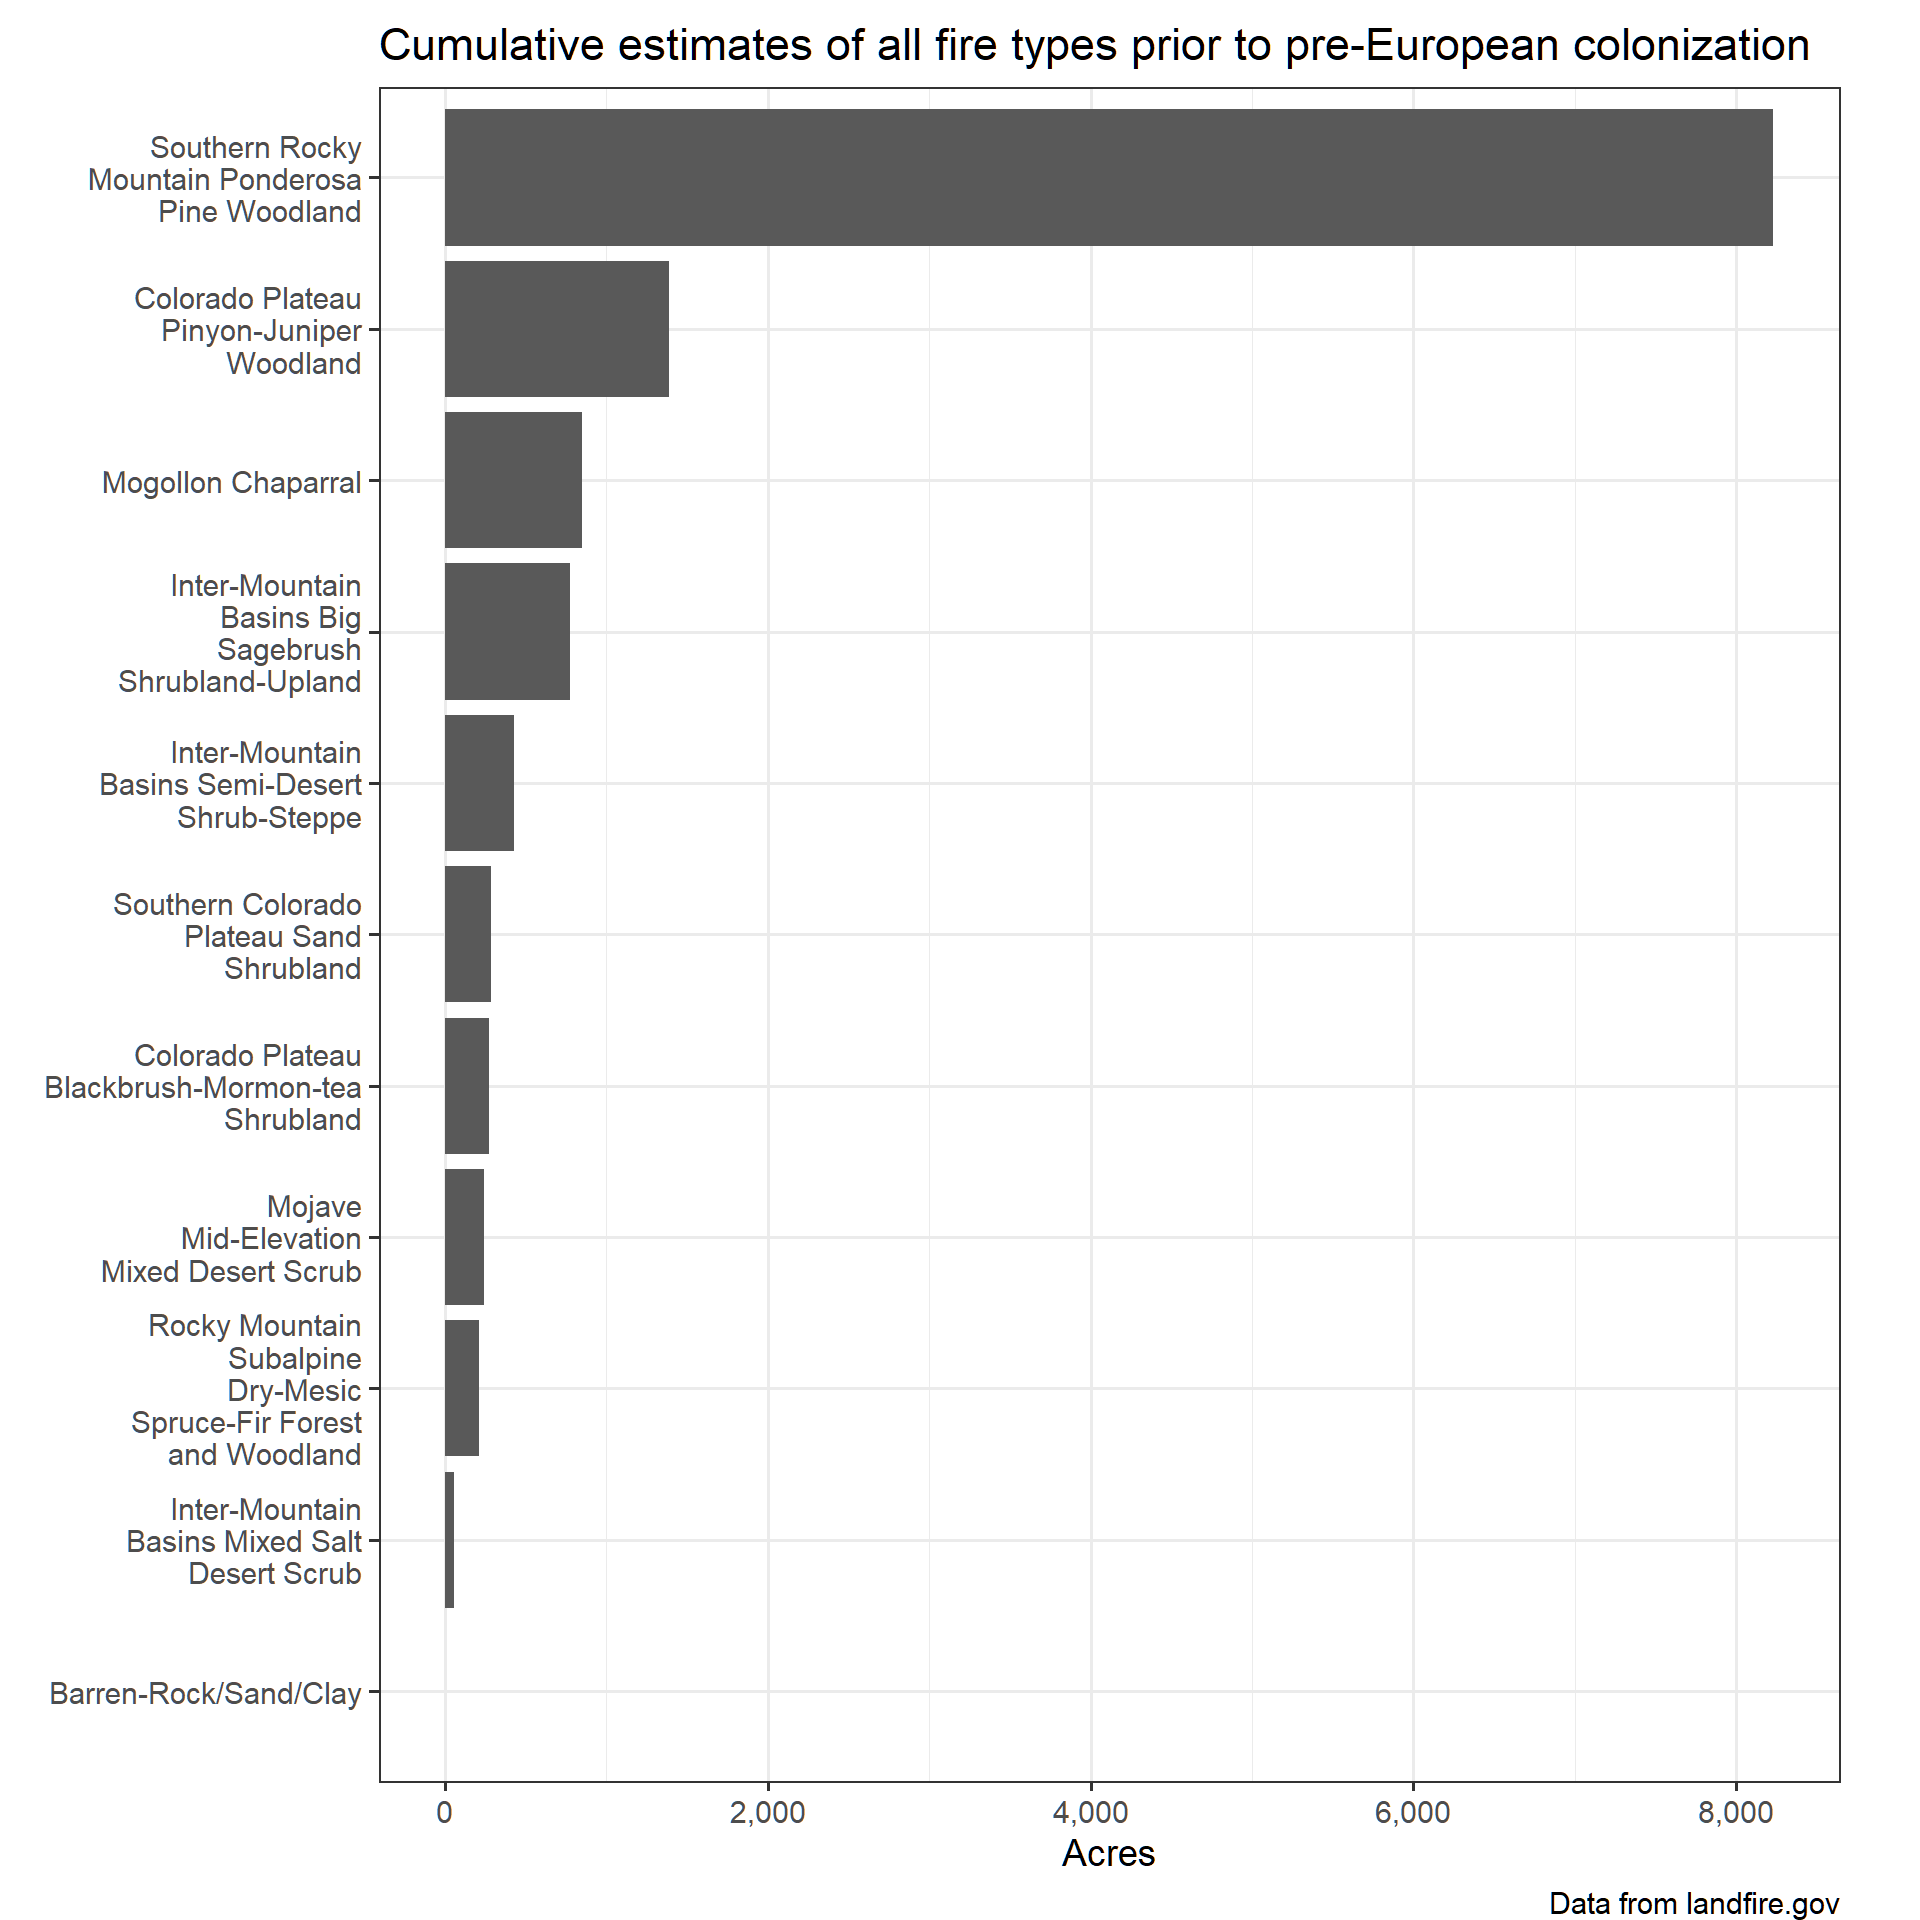 Cumulative estimates of all fire types prior to pre-European colonization
Southern Rocky
Mountain Ponderosa
Pine Woodland
Colorado Plateau
Pinyon-Juniper
Woodland
Mogollon Chaparral
Inter-Mountain
Basins Big
Sagebrush
Shrubland-Upland
Inter-Mountain
Basins Semi-Desert
Shrub-Steppe
Southern Colorado
Plateau Sand
Shrubland
Colorado Plateau
Blackbrush-Mormon-tea
Shrubland
Mojave
Mid-Elevation
Mixed Desert Scrub
Rocky Mountain
Subalpine
Dry-Mesic
Spruce-Fir Forest
and Woodland
Inter-Mountain
Basins Mixed Salt
Desert Scrub
Barren-Rock/Sand/Clay
0 2,000 4,000 6,000 8,000
Acres
Data from landfire.gov